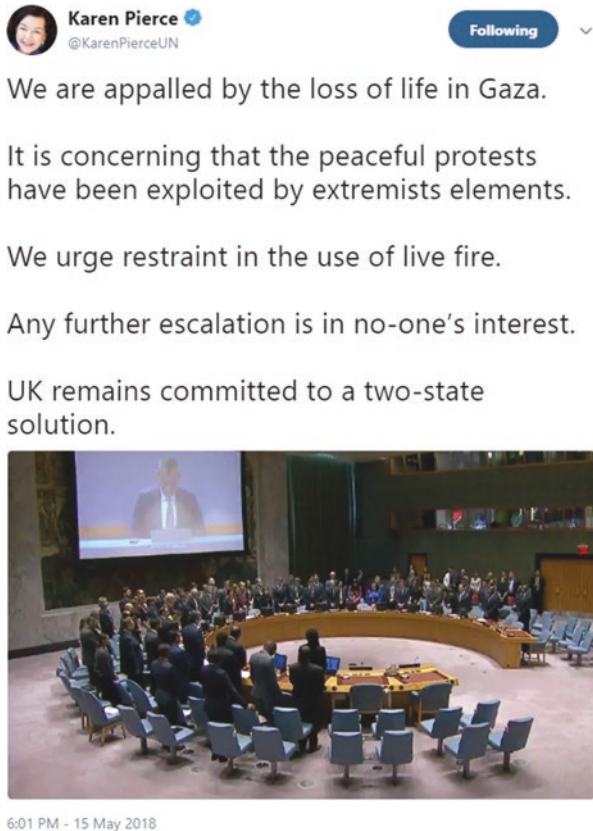 Karen Pierce
@KarenPierceUN
Following
We are appalled by the loss of life in Gaza.
It is concerning that the peaceful protests
have been exploited by extremists elements.
We urge restraint in the use of live fire.
Any further escalation is in no-one's interest.
UK remains committed to a two-state
solution.
6:01 PM - 15 May 2018